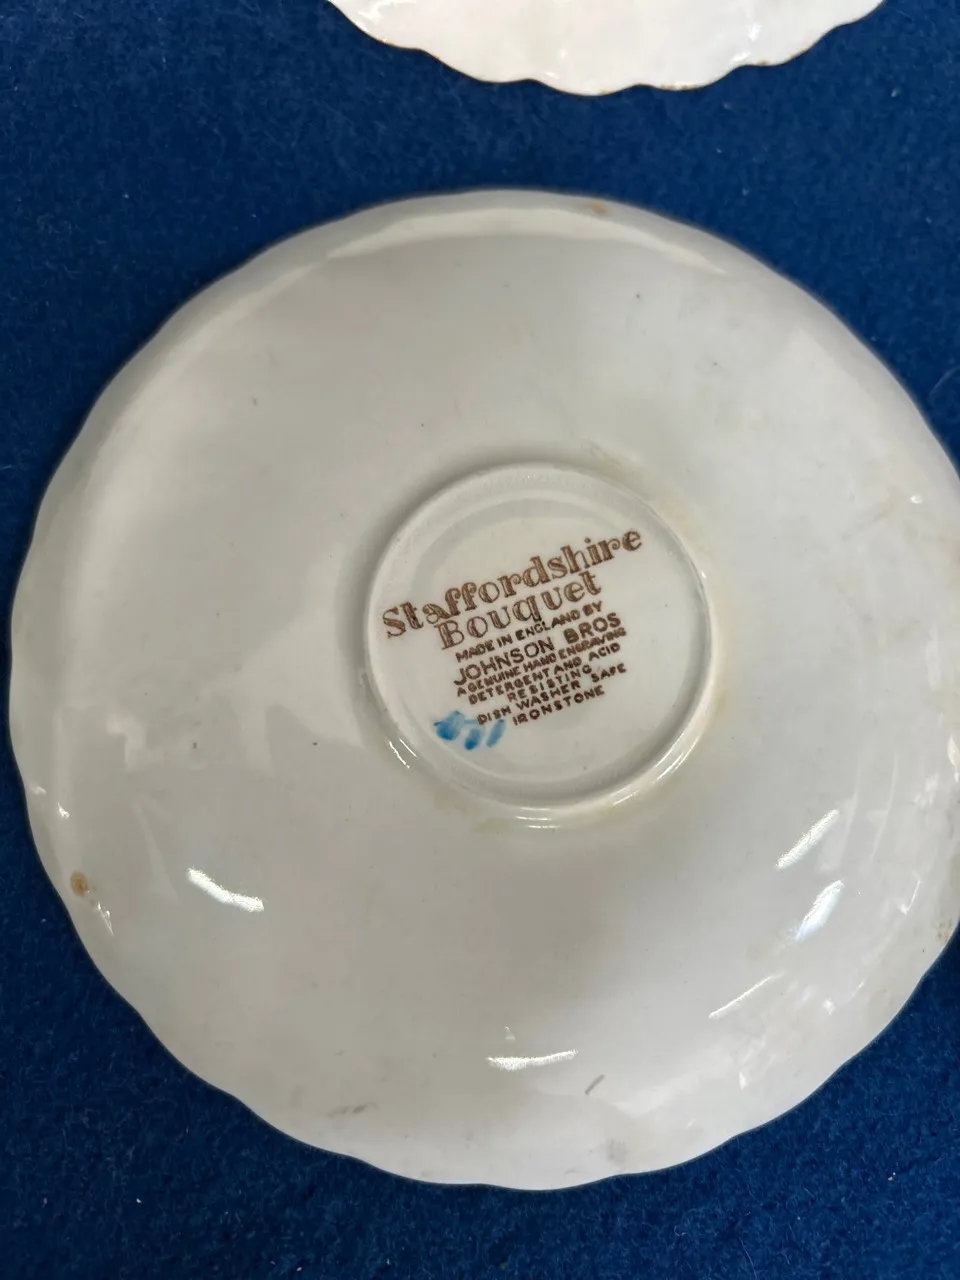 Staffordshire
Bouquet
MADE IN ENGLAND BY
JOHNSON BROS
A GENUINE HAND ENGRAVING
DETERGENT AND ACID
RESISTING
DISH WASHER SAFE
IRONSTONE